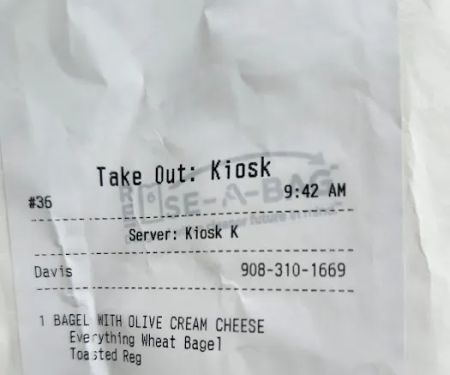 Take Out: Kiosk
#36 9:42 AM
Server: Kiosk K
Davis 908-310-1669
1 BAGEL WITH OLIVE CREAM CHEESE
Everything Wheat Bagel
Toasted Reg